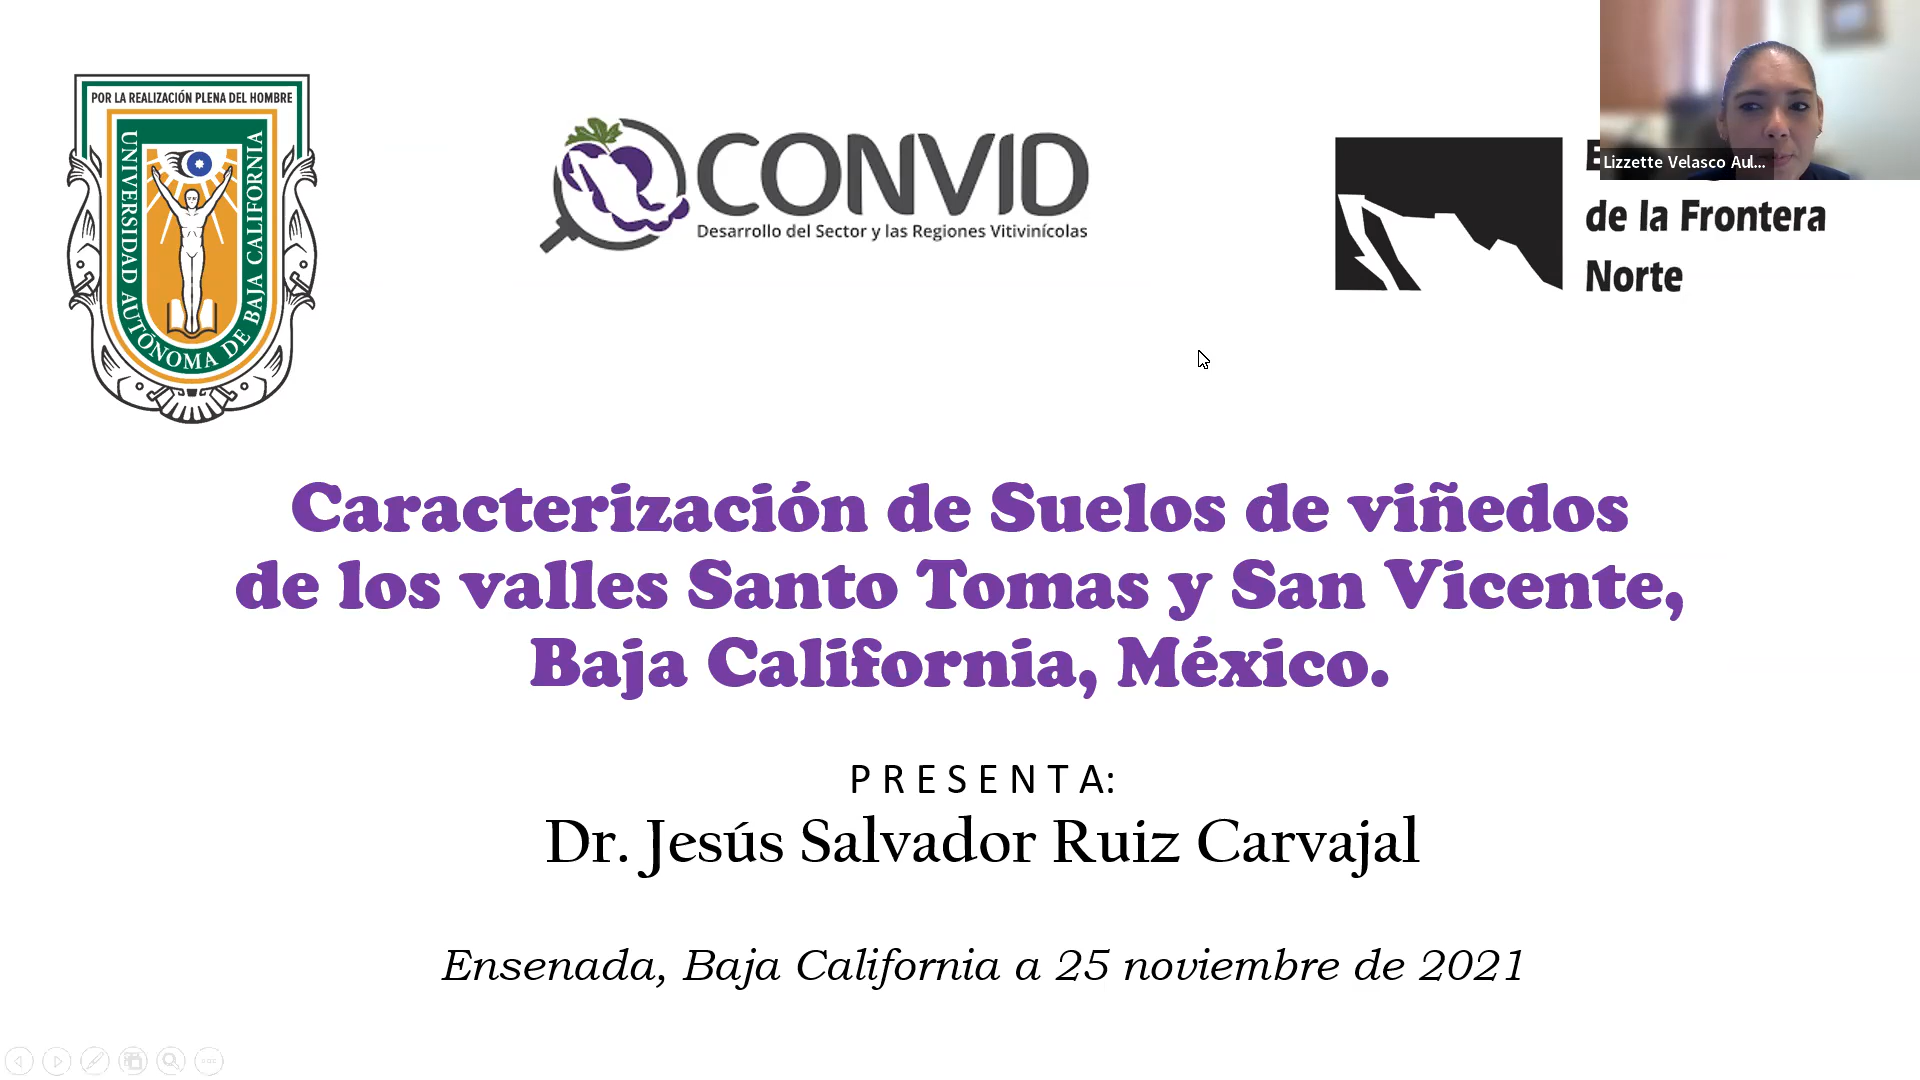 POR LA REALIZACIÓN PLENA DEL HOMBRE
UNIVERSIDAD AUTÓNOMA DE BAJA CALIFORNIA
CONVID
Desarrollo del Sector y las Regiones Vitivinícolas
Lizzette Velasco Aul...
de la Frontera
Norte
Caracterización de Suelos de viñedos
de los valles Santo Tomas y San Vicente,
Baja California, México.
PRESENTA:
Dr. Jesús Salvador Ruiz Carvajal
Ensenada, Baja California a 25 noviembre de 2021